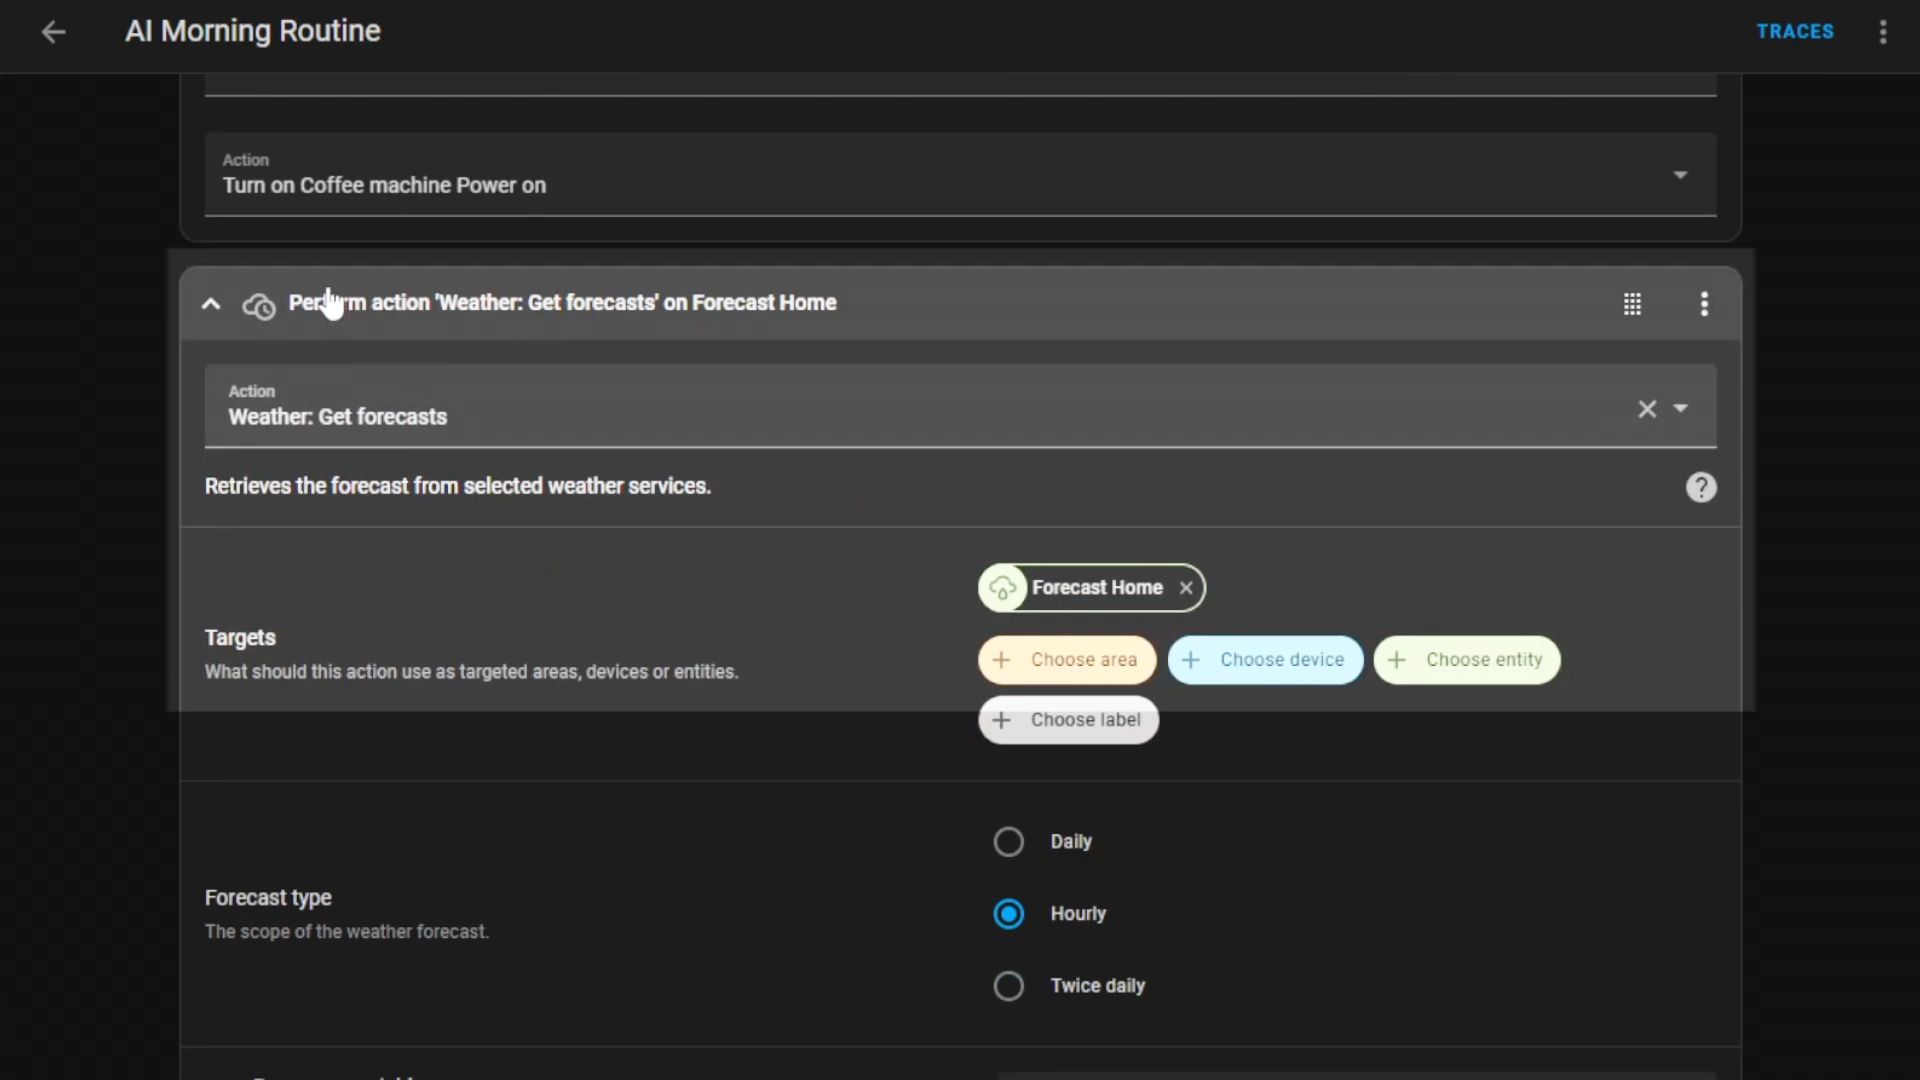 AI Morning Routine
TRACES
Action
Turn on Coffee machine Power on
Perform action 'Weather: Get forecasts' on Forecast Home
Action
Weather: Get forecasts
Retrieves the forecast from selected weather services.
Forecast Home
Targets
What should this action use as targeted areas, devices or entities.
Choose area
Choose device
Choose entity
Choose label
Daily
Forecast type
The scope of the weather forecast.
Hourly
Twice daily